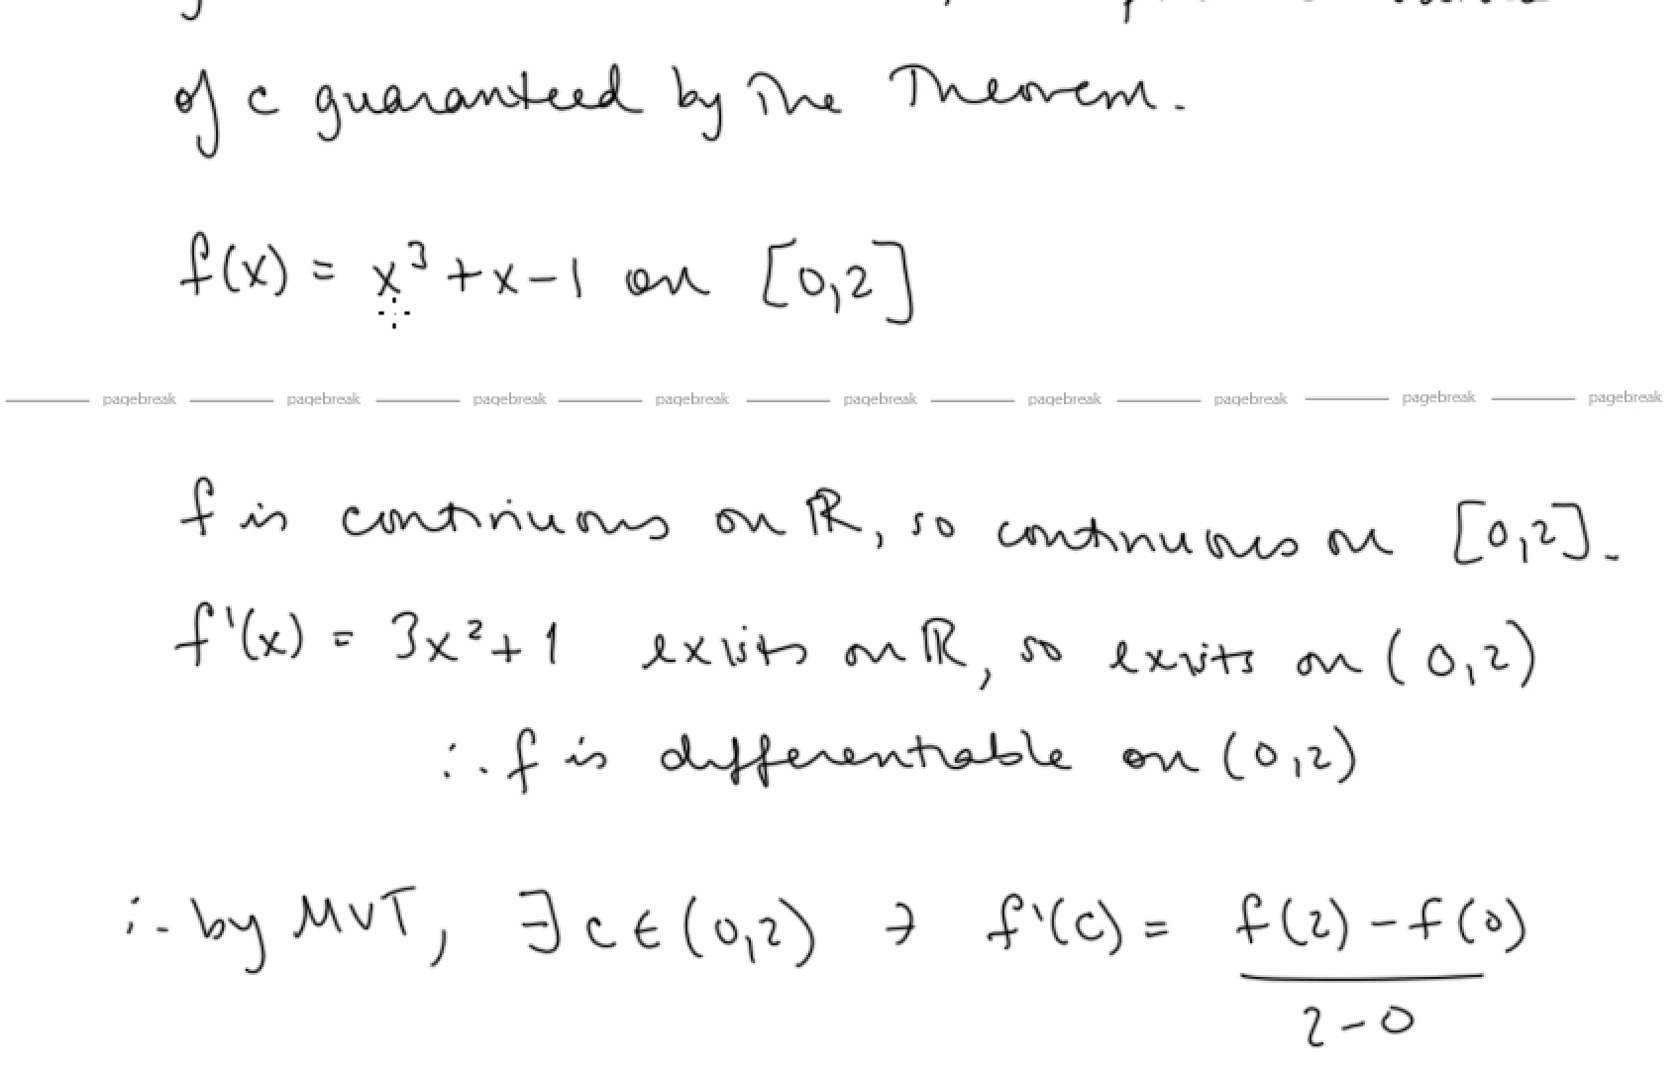 of c guaranteed by the Theorem.
f(x) = x³ + x - 1 on [0,2]
pagebreak pagebreak pagebreak pagebreak pagebreak pagebreak pagebreak pagebreak pagebreak
f is continuous on ℝ, so continuous on [0,2].
f'(x) = 3x² + 1 exists on ℝ, so exists on (0,2)
∴ f is differentiable on (0,2)
∴ by MVT, ∃ c ∈ (0,2) ∋ f'(c) = f(2) - f(0)
2 - 0